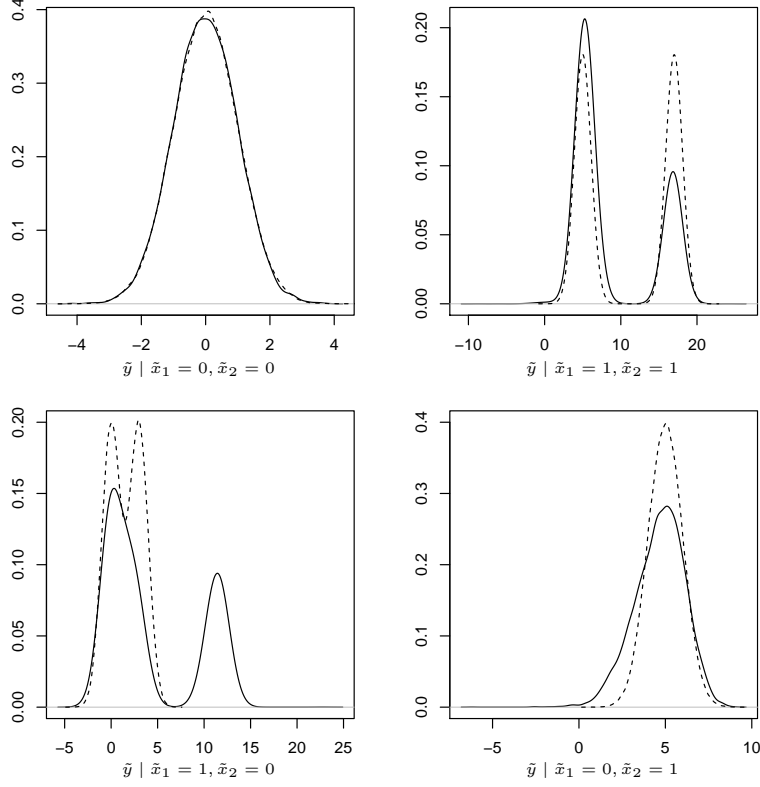 0.0 0.1 0.2 0.3 0.4
−4 −2 0 2 4
ỹ | x̃₁ = 0, x̃₂ = 0
0.00 0.05 0.10 0.15 0.20
−10 0 10 20
ỹ | x̃₁ = 1, x̃₂ = 1
0.00 0.05 0.10 0.15 0.20
−5 0 5 10 15 20 25
ỹ | x̃₁ = 1, x̃₂ = 0
0.0 0.1 0.2 0.3 0.4
−5 0 5 10
ỹ | x̃₁ = 0, x̃₂ = 1